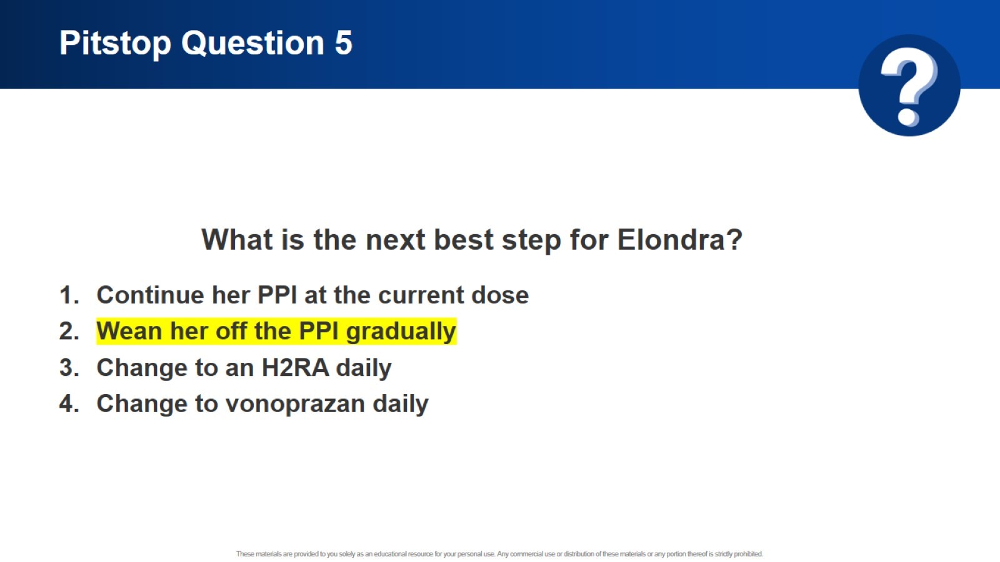 Pitstop Question 5
?
What is the next best step for Elondra?
1. Continue her PPI at the current dose
2. Wean her off the PPI gradually
3. Change to an H2RA daily
4. Change to vonoprazan daily
These materials are provided to you solely as an educational resource for your personal use. Any commercial use or distribution of these materials or any portion thereof is strictly prohibited.